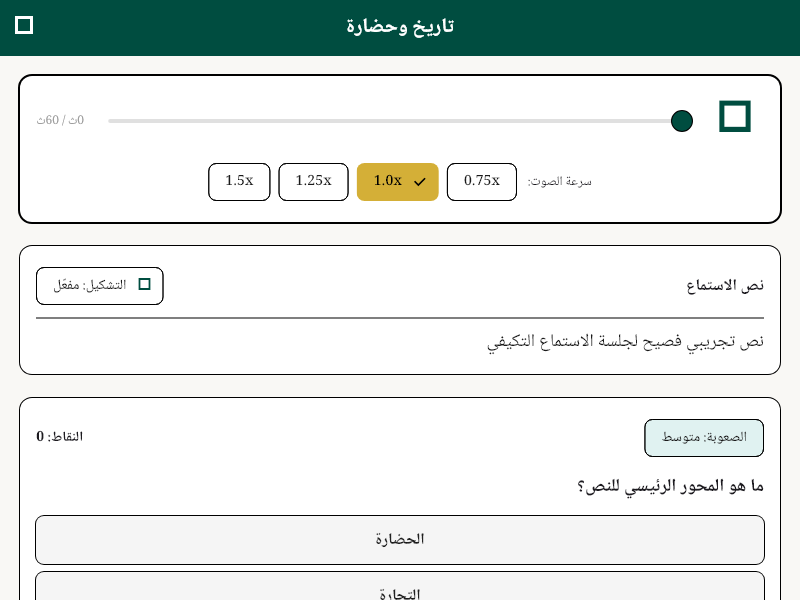 تاريخ وحضارة
0ث / 60ث
سرعة الصوت:
0.75x
1.0x
1.25x
1.5x
نص الاستماع
التشكيل: مفعّل
نص تجريبي فصيح لجلسة الاستماع التكيفي
الصعوبة: متوسط
النقاط: 0
ما هو المحور الرئيسي للنص؟
الحضارة
التجارة